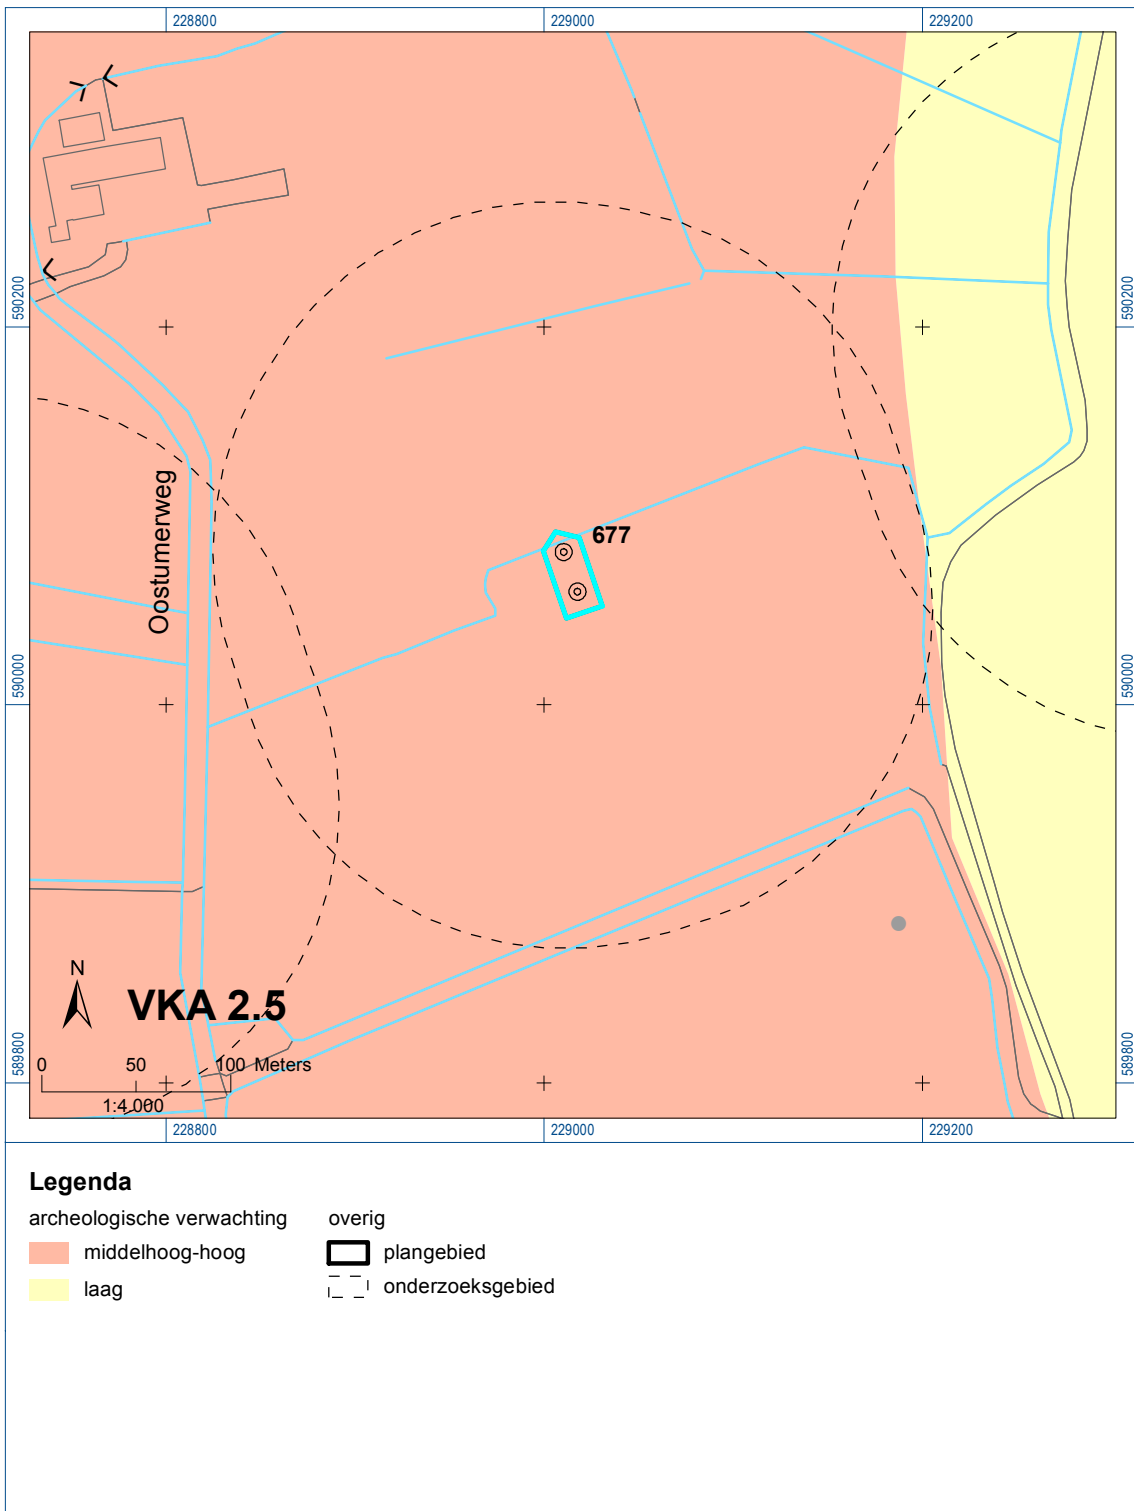 228800 229000 229200
590200 590200
Oostumerweg
677
590000 590000
N
VKA 2.5
0 50 100 Meters
1:4.000
589800 589800
228800 229000 229200
Legenda
archeologische verwachting overig
middelhoog-hoog plangebied
laag onderzoeksgebied